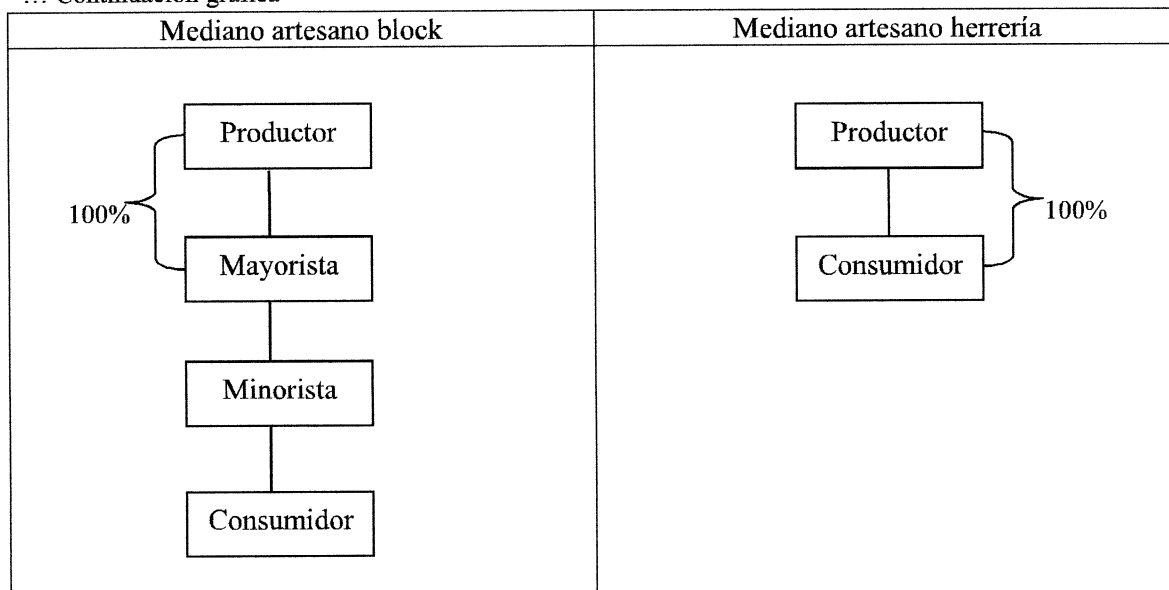 ... Continuación gráfica
Mediano artesano block
Mediano artesano herrería
Productor
100%
Mayorista
Minorista
Consumidor
Productor
100%
Consumidor